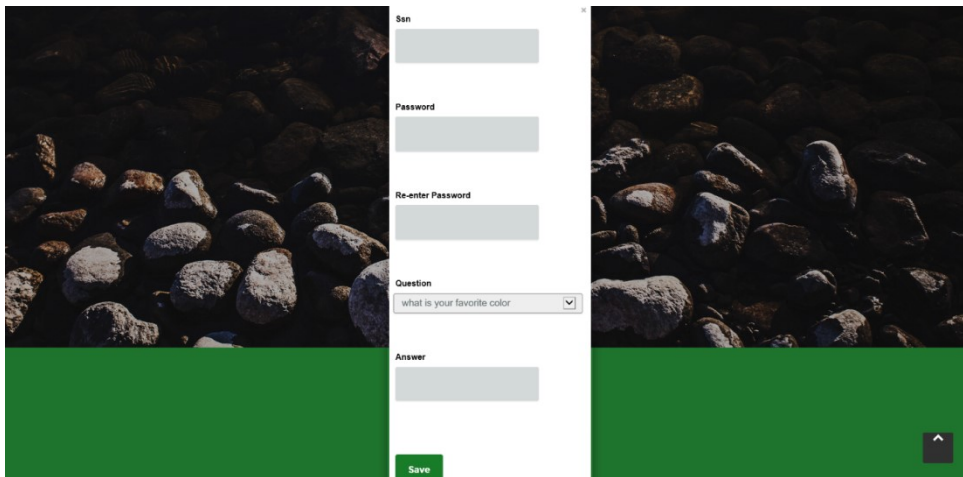 Ssn
Password
Re-enter Password
Question
what is your favorite color
Answer
Save